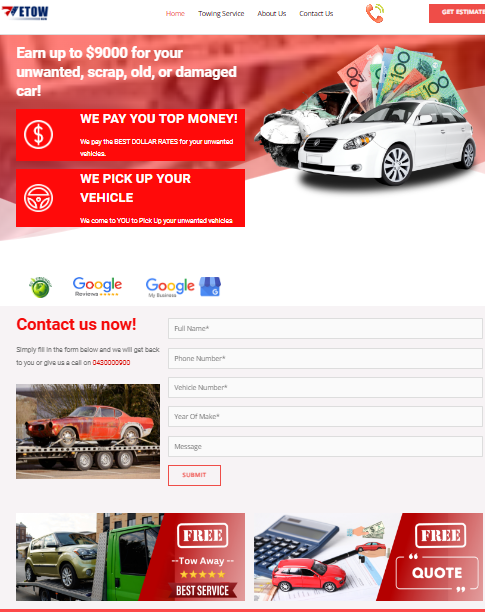 ETOW
Home
Towing Service
About Us
Contact Us
GET ESTIMATE
Earn up to $9000 for your
unwanted, scrap, old, or damaged
car!
100
100
WE PAY YOU TOP MONEY!
We pay the BEST DOLLAR RATES for your unwanted
vehicles.
WE PICK UP YOUR
VEHICLE
We come to YOU to Pick Up your unwanted vehicles
Google
Reviews
Google
My Business
Contact us now!
Simply fill in the form below and we will get back
to you or give us a call on 0430000900
Full Name*
Phone Number*
Vehicle Number*
Year Of Make*
Message
SUBMIT
FREE
--Tow Away --
BEST SERVICE
FREE
QUOTE